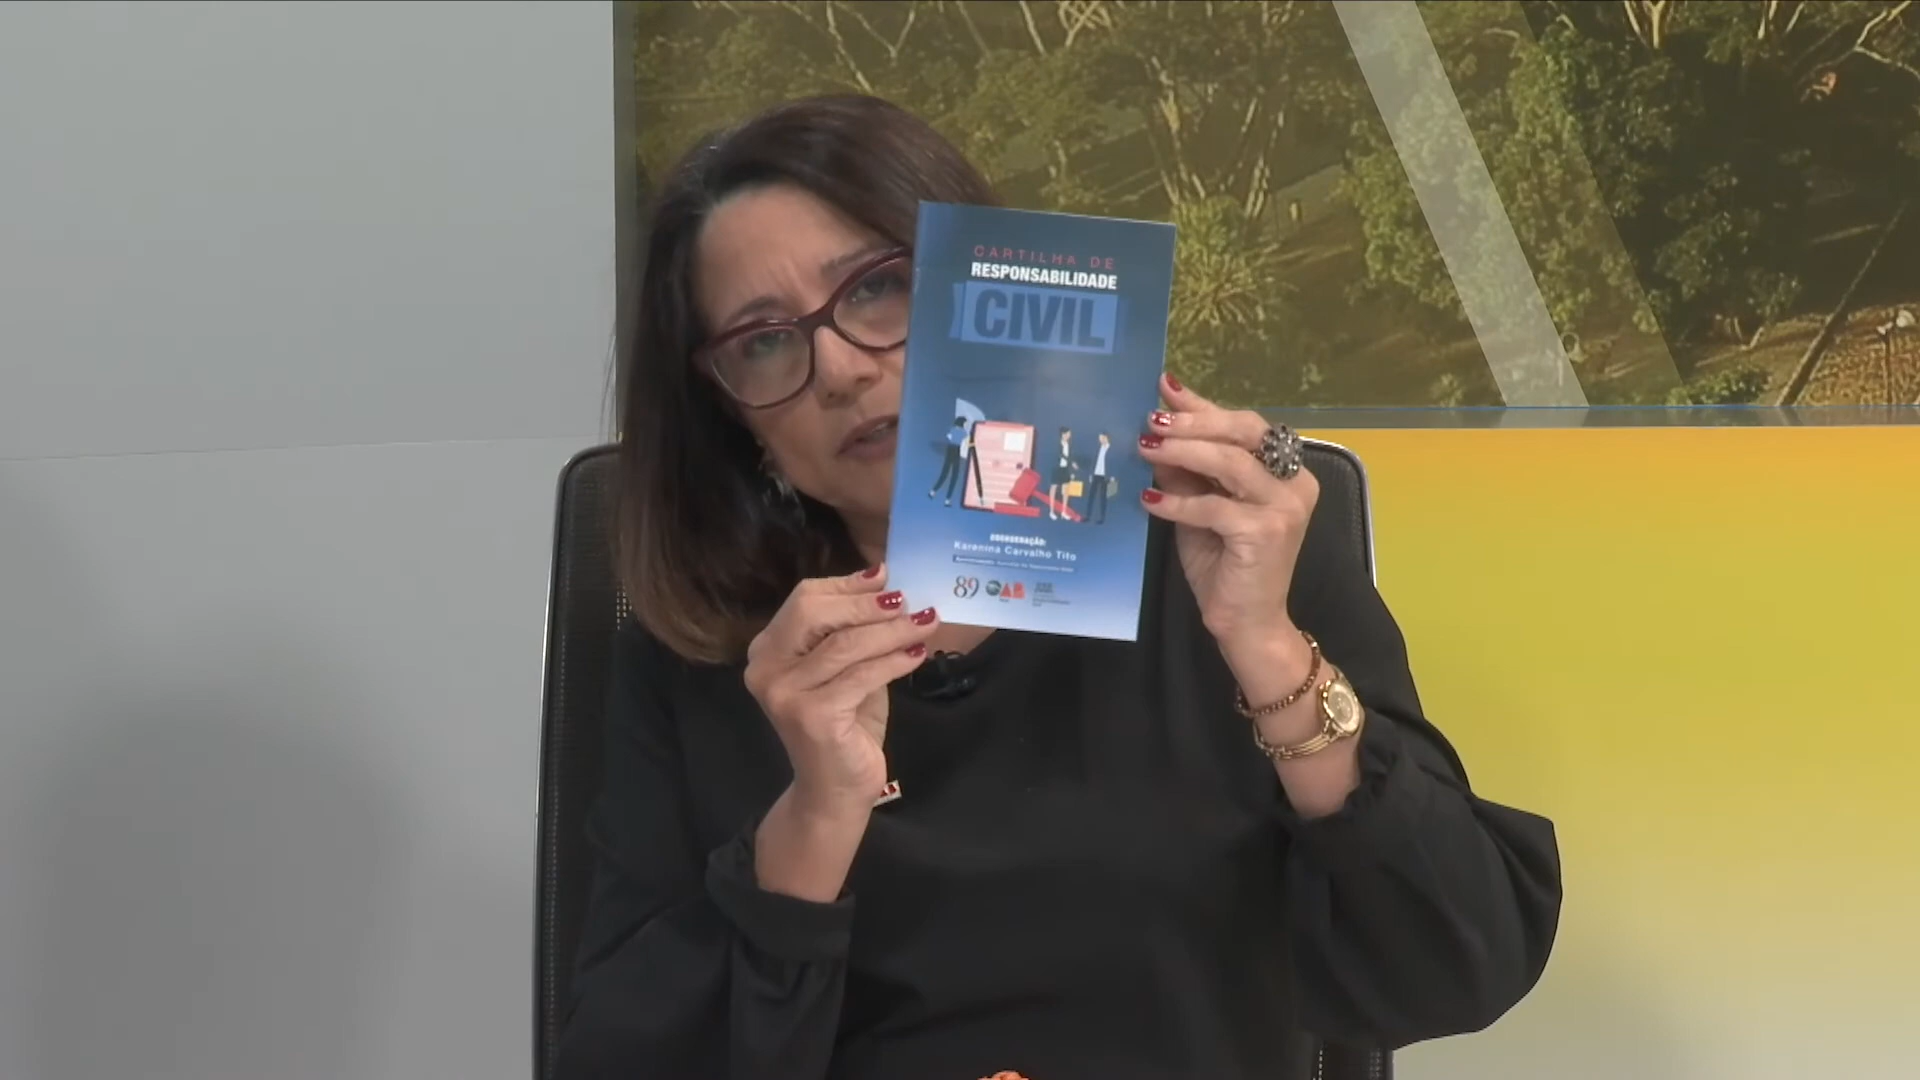 CARTILHA DE
RESPONSABILIDADE
CIVIL
COORDENAÇÃO:
Karenina Carvalho Tito
89
OAB